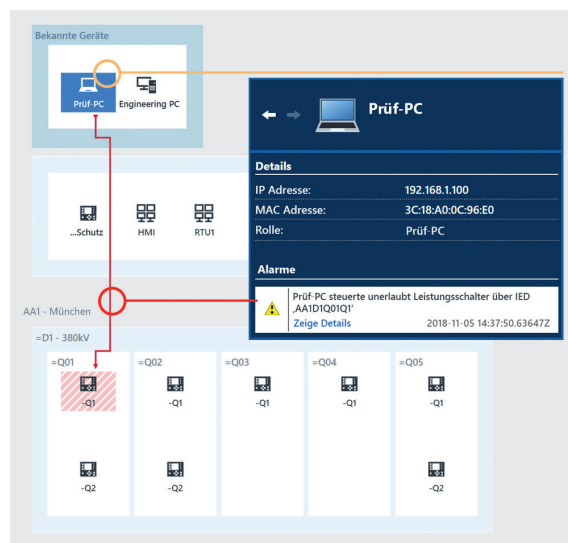 Bekannte Geräte
Prüf-PC
Engineering PC
Prüf-PC
Details
IP Adresse: 192.168.1.100
MAC Adresse: 3C:18:A0:0C:96:E0
Rolle: Prüf-PC
Alarme
Prüf-PC steuerte unerlaubt Leistungsschalter über IED
‚AA1D1Q01Q1‘
Zeige Details 2018-11-05 14:37:50.63647Z
...Schutz
HMI
RTU1
AA1 - München
=D1 - 380kV
=Q01 =Q02 =Q03 =Q04 =Q05
-Q1 -Q1 -Q1 -Q1 -Q1
-Q2 -Q2 -Q2